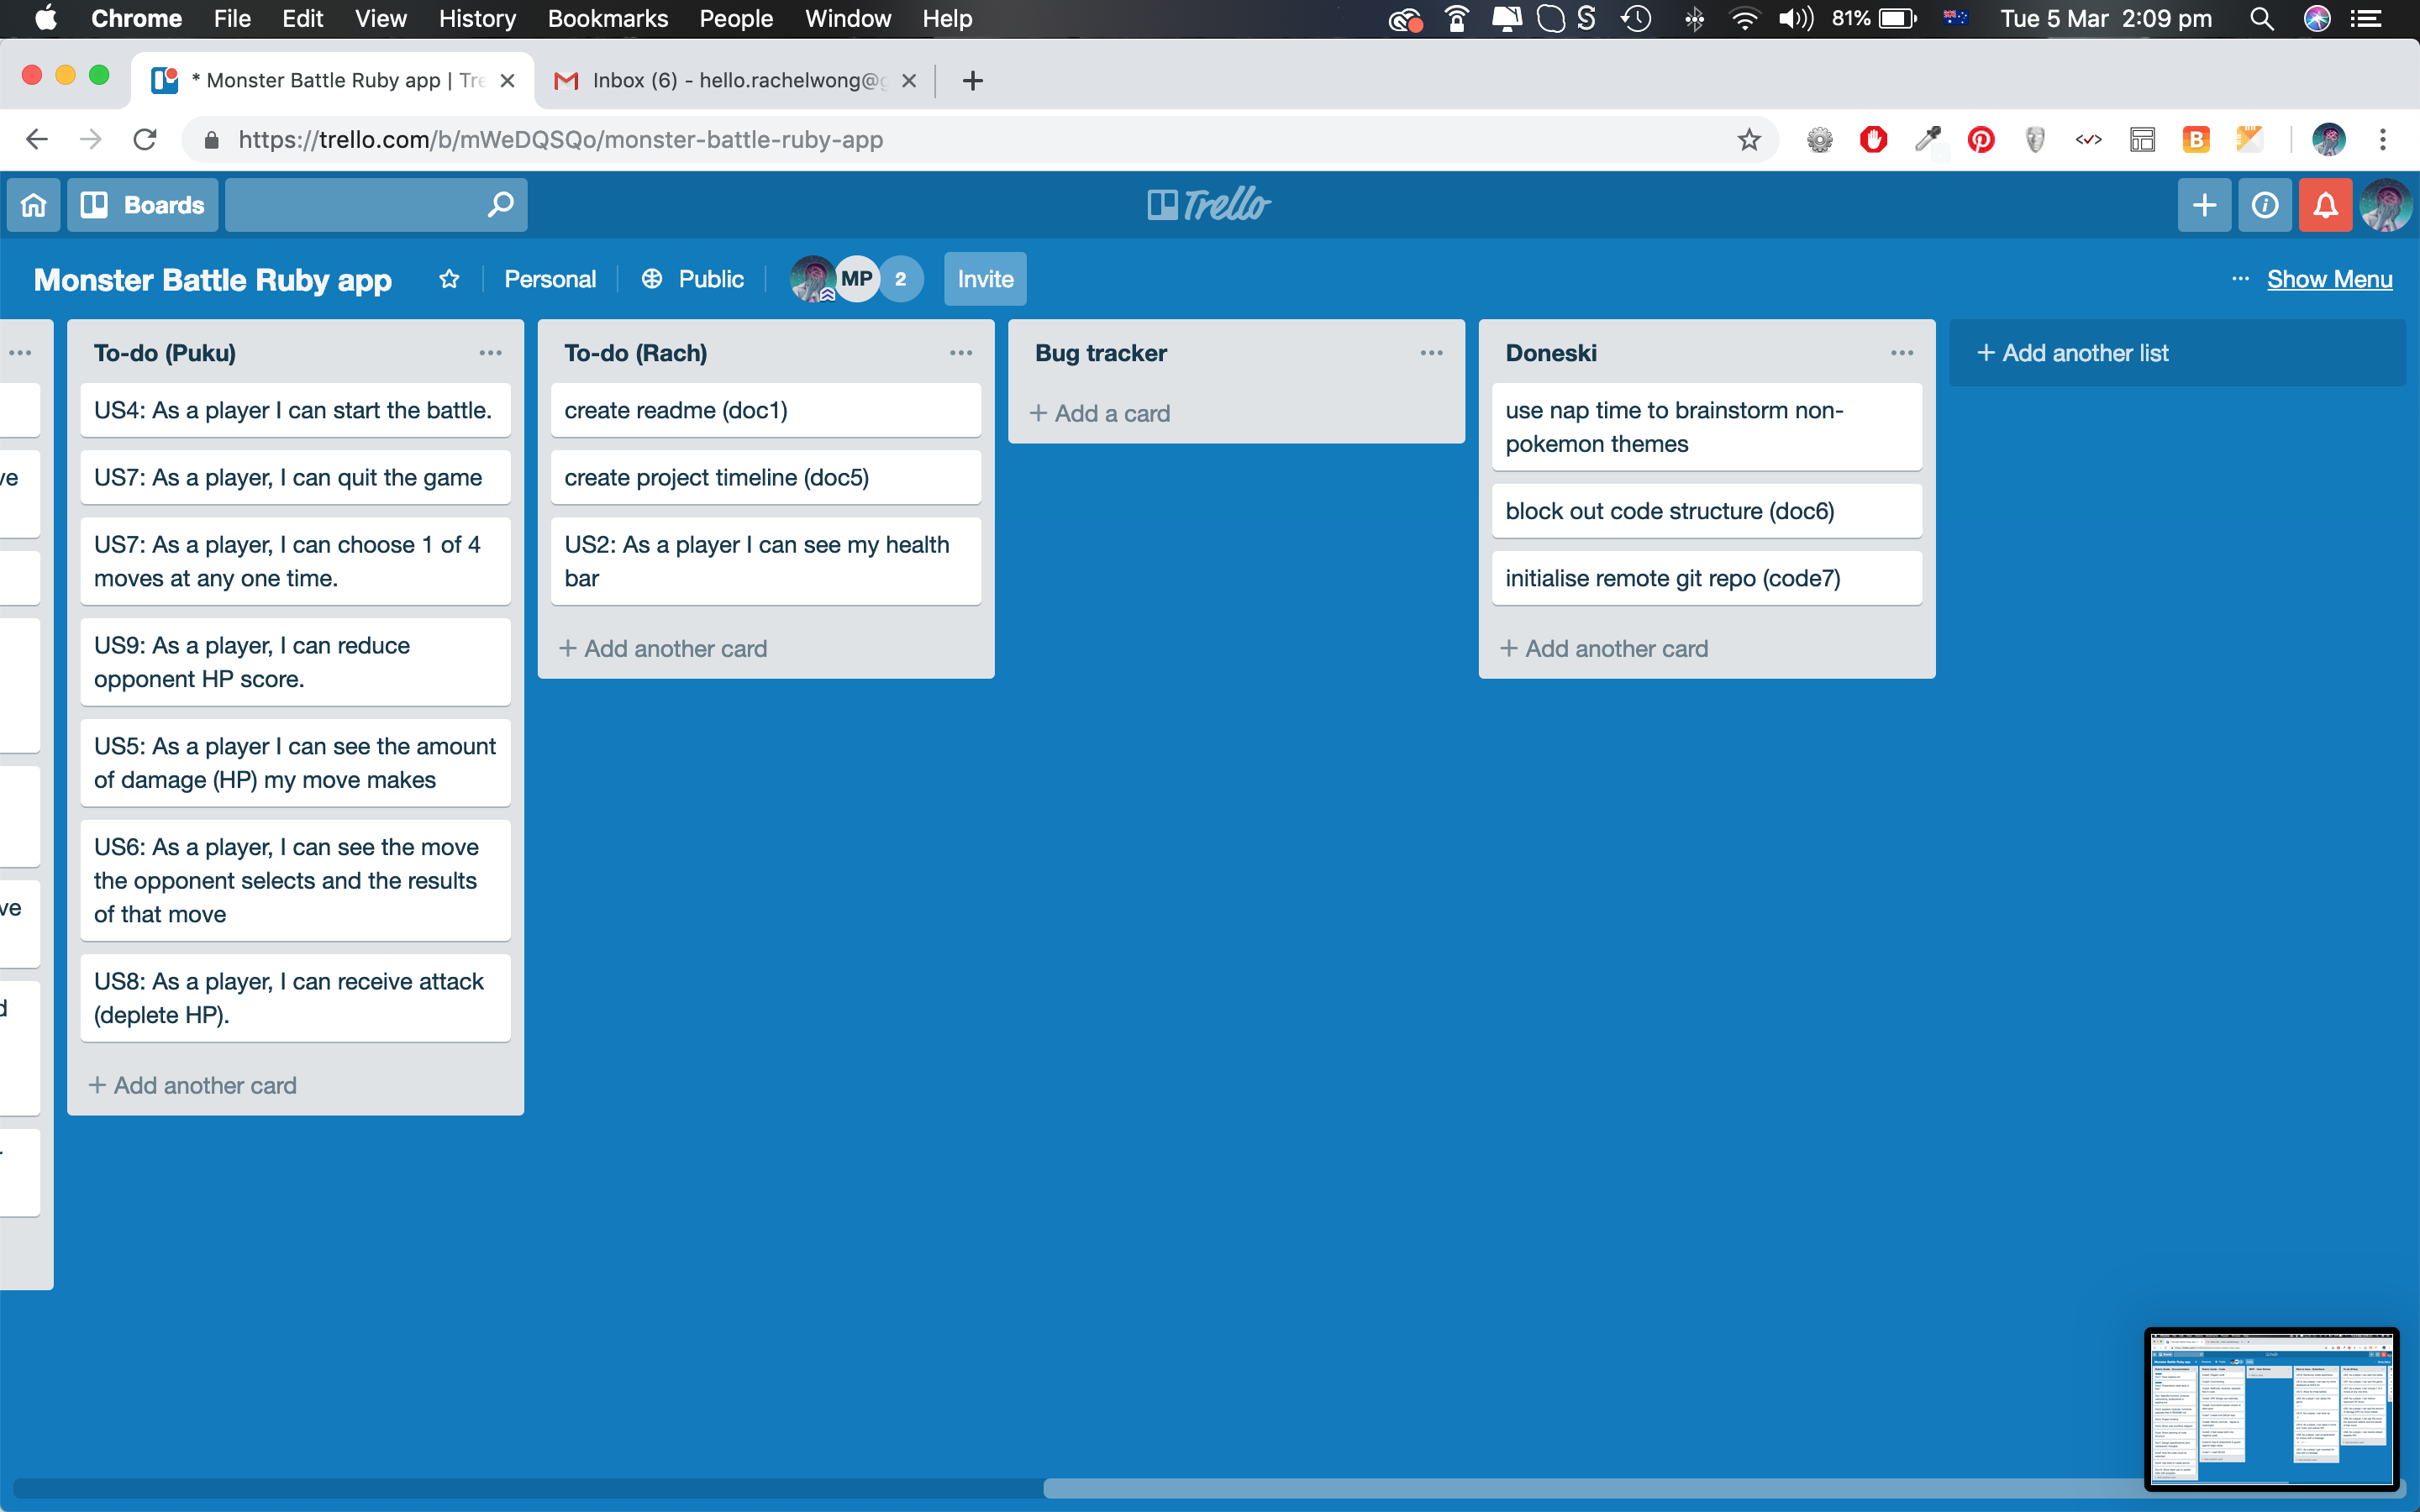 Chrome File Edit View History Bookmarks People Window Help 81% Tue 5 Mar 2:09 pm
* Monster Battle Ruby app | Tre Inbox (6) - hello.rachelwong@g
https://trello.com/b/mWeDQSQo/monster-battle-ruby-app
Boards Trello
Monster Battle Ruby app Personal Public MP 2 Invite ... Show Menu
To-do (Puku)
US4: As a player I can start the battle.
US7: As a player, I can quit the game
US7: As a player, I can choose 1 of 4
moves at any one time.
US9: As a player, I can reduce
opponent HP score.
US5: As a player I can see the amount
of damage (HP) my move makes
US6: As a player, I can see the move
the opponent selects and the results
of that move
US8: As a player, I can receive attack
(deplete HP).
+ Add another card
To-do (Rach)
create readme (doc1)
create project timeline (doc5)
US2: As a player I can see my health
bar
+ Add another card
Bug tracker
+ Add a card
Doneski
use nap time to brainstorm non-
pokemon themes
block out code structure (doc6)
initialise remote git repo (code7)
+ Add another card
+ Add another list